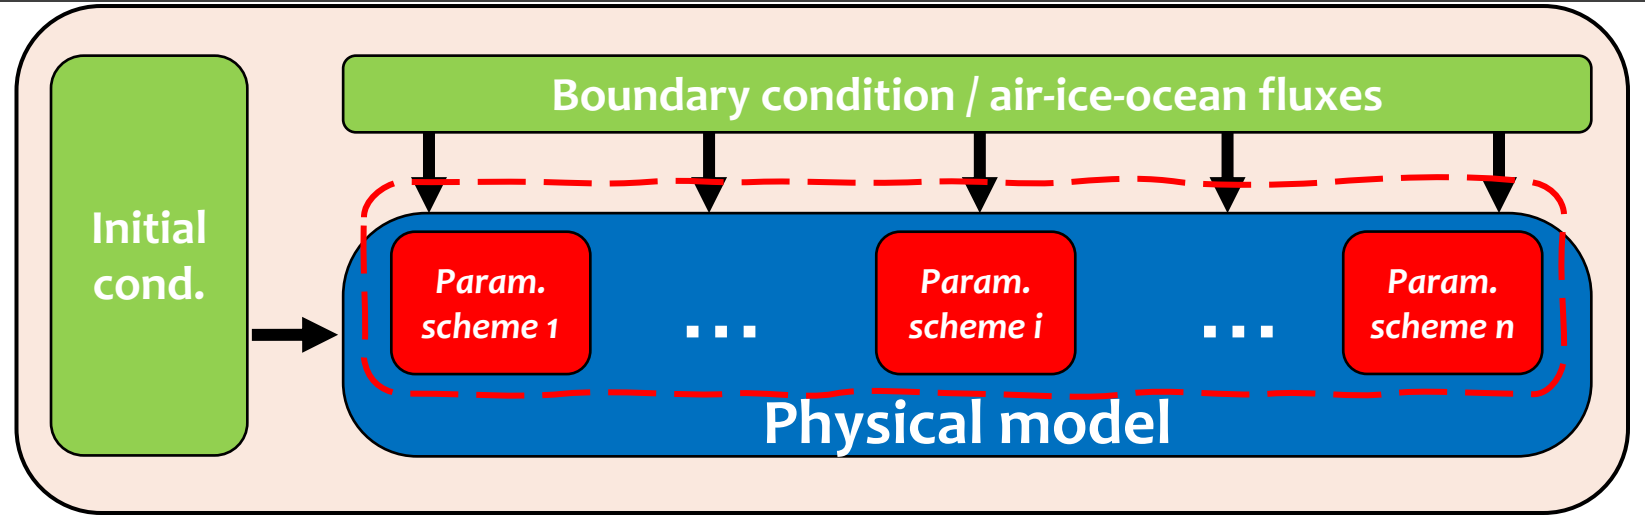 Boundary condition / air-ice-ocean fluxes
Initial
cond.
Param.
scheme 1
...
Param.
scheme i
...
Param.
scheme n
Physical model